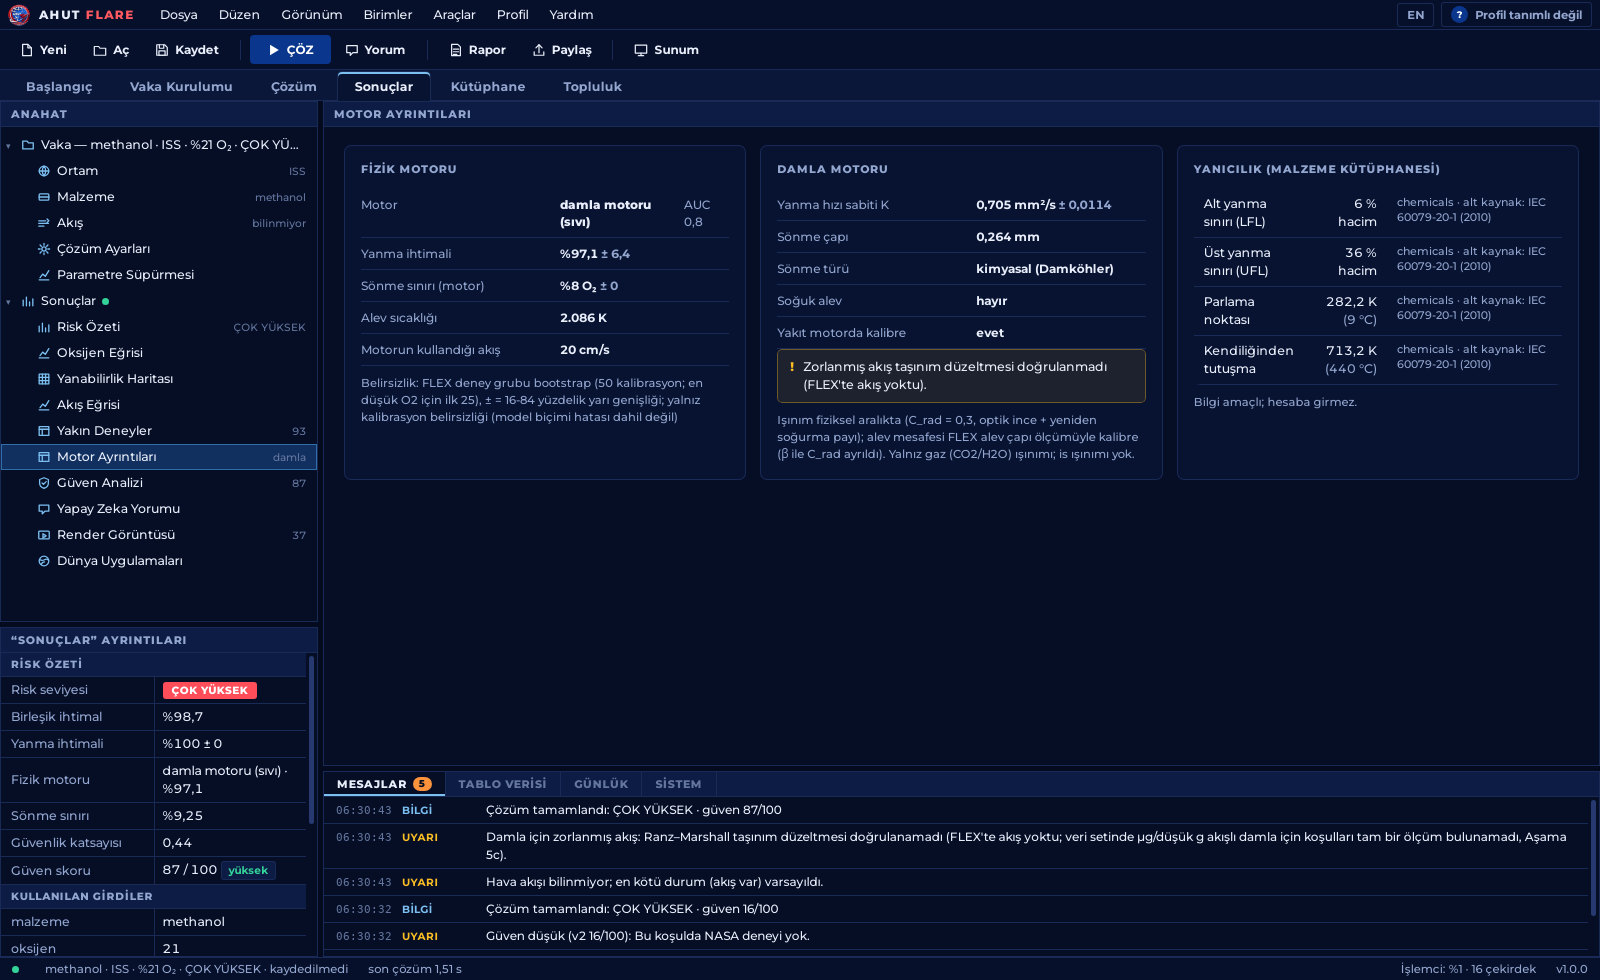 AHUT FLARE Dosya Düzen Görünüm Birimler Araçlar Profil Yardım EN ? Profil tanımlı değil
Yeni Aç Kaydet ÇÖZ Yorum Rapor Paylaş Sunum
Başlangıç Vaka Kurulumu Çözüm Sonuçlar Kütüphane Topluluk
ANAHAT
Vaka — methanol · ISS · %21 O₂ · ÇOK YÜ...
Ortam ISS
Malzeme methanol
Akış bilinmiyor
Çözüm Ayarları
Parametre Süpürmesi
Sonuçlar
Risk Özeti ÇOK YÜKSEK
Oksijen Eğrisi
Yanabilirlik Haritası
Akış Eğrisi
Yakın Deneyler 93
Motor Ayrıntıları damla
Güven Analizi 87
Yapay Zeka Yorumu
Render Görüntüsü 37
Dünya Uygulamaları
“SONUÇLAR” AYRINTILARI
RİSK ÖZETİ
Risk seviyesi ÇOK YÜKSEK
Birleşik ihtimal %98,7
Yanma ihtimali %100 ± 0
Fizik motoru damla motoru (sıvı) ·
%97,1
Sönme sınırı %9,25
Güvenlik katsayısı 0,44
Güven skoru 87 / 100 yüksek
KULLANILAN GİRDİLER
malzeme methanol
oksijen 21
MOTOR AYRINTILARI
FİZİK MOTORU
Motor damla motoru AUC
(sıvı) 0,8
Yanma ihtimali %97,1 ± 6,4
Sönme sınırı (motor) %8 O₂ ± 0
Alev sıcaklığı 2.086 K
Motorun kullandığı akış 20 cm/s
Belirsizlik: FLEX deney grubu bootstrap (50 kalibrasyon; en
düşük O2 için ilk 25), ± = 16-84 yüzdelik yarı genişliği; yalnız
kalibrasyon belirsizliği (model biçimi hatası dahil değil)
DAMLA MOTORU
Yanma hızı sabiti K 0,705 mm²/s ± 0,0114
Sönme çapı 0,264 mm
Sönme türü kimyasal (Damköhler)
Soğuk alev hayır
Yakıt motorda kalibre evet
! Zorlanmış akış taşınım düzeltmesi doğrulanmadı
(FLEX'te akış yoktu).
Işınım fiziksel aralıkta (C_rad = 0,3, optik ince + yeniden
soğurma payı); alev mesafesi FLEX alev çapı ölçümüyle kalibre
(β ile C_rad ayrıldı). Yalnız gaz (CO2/H2O) ışınımı; is ışınımı yok.
YANICILIK (MALZEME KÜTÜPHANESİ)
Alt yanma 6 % chemicals · alt kaynak: IEC
sınırı (LFL) hacim 60079-20-1 (2010)
Üst yanma 36 % chemicals · alt kaynak: IEC
sınırı (UFL) hacim 60079-20-1 (2010)
Parlama 282,2 K chemicals · alt kaynak: IEC
noktası (9 °C) 60079-20-1 (2010)
Kendiliğinden 713,2 K chemicals · alt kaynak: IEC
tutuşma (440 °C) 60079-20-1 (2010)
Bilgi amaçlı; hesaba girmez.
MESAJLAR 5 TABLO VERİSİ GÜNLÜK SİSTEM
06:30:43 BİLGİ Çözüm tamamlandı: ÇOK YÜKSEK · güven 87/100
06:30:43 UYARI Damla için zorlanmış akış: Ranz–Marshall taşınım düzeltmesi doğrulanamadı (FLEX'te akış yoktu; veri setinde µg/düşük g akışlı damla için koşulları tam bir ölçüm bulunamadı, Aşama
5c).
06:30:43 UYARI Hava akışı bilinmiyor; en kötü durum (akış var) varsayıldı.
06:30:32 BİLGİ Çözüm tamamlandı: ÇOK YÜKSEK · güven 16/100
06:30:32 UYARI Güven düşük (v2 16/100): Bu koşulda NASA deneyi yok.
methanol · ISS · %21 O₂ · ÇOK YÜKSEK · kaydedilmedi son çözüm 1,51 s İşlemci: %1 · 16 çekirdek v1.0.0